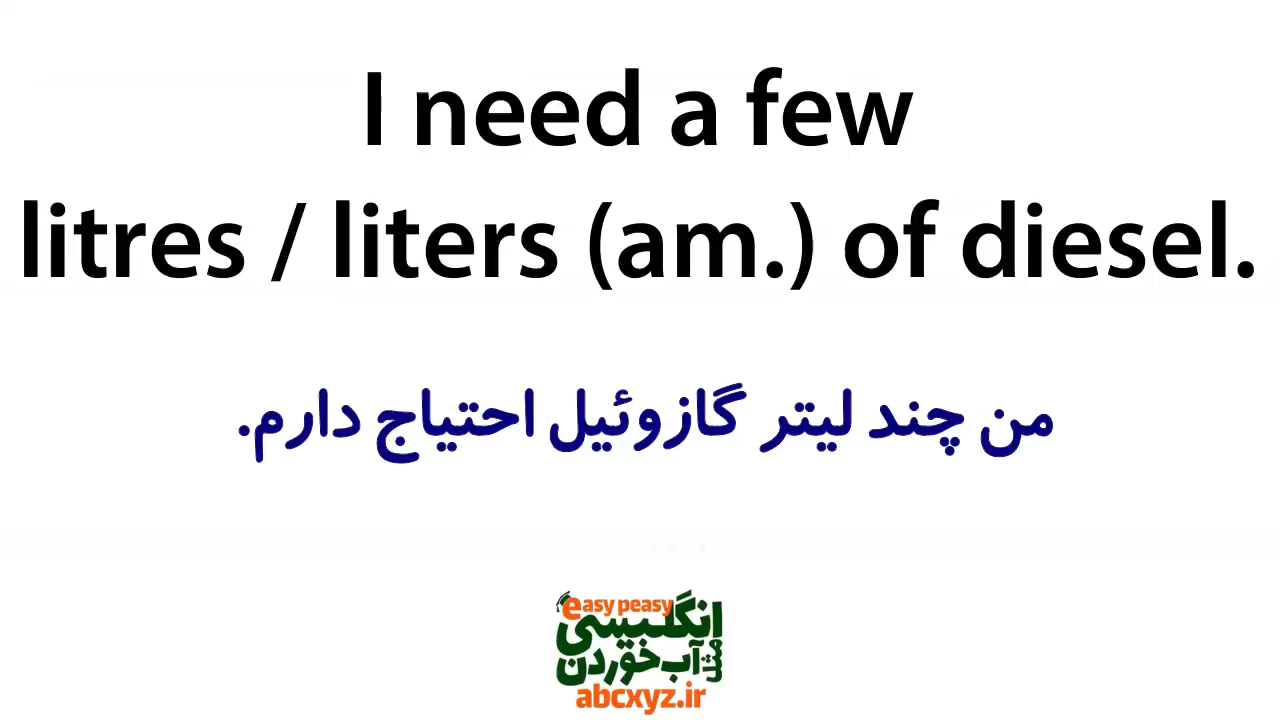 I need a few
litres / liters (am.) of diesel.
من چند لیتر گازوئیل احتیاج دارم.
easy peasy
انگلیسی
مثل آب خوردن
abcxyz.ir